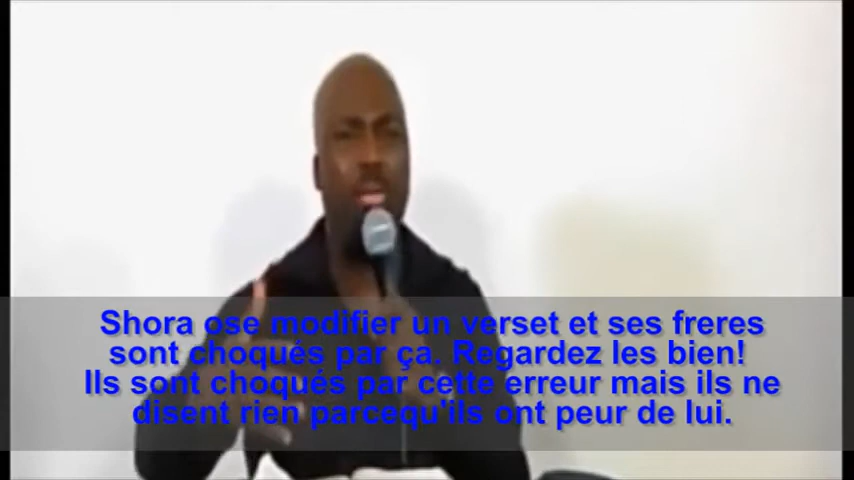 Shora ose modifier un verset et ses freres
sont choqués par ça. Regardez les bien!
Ils sont choqués par cette erreur mais ils ne
disent rien parcequ'ils ont peur de lui.